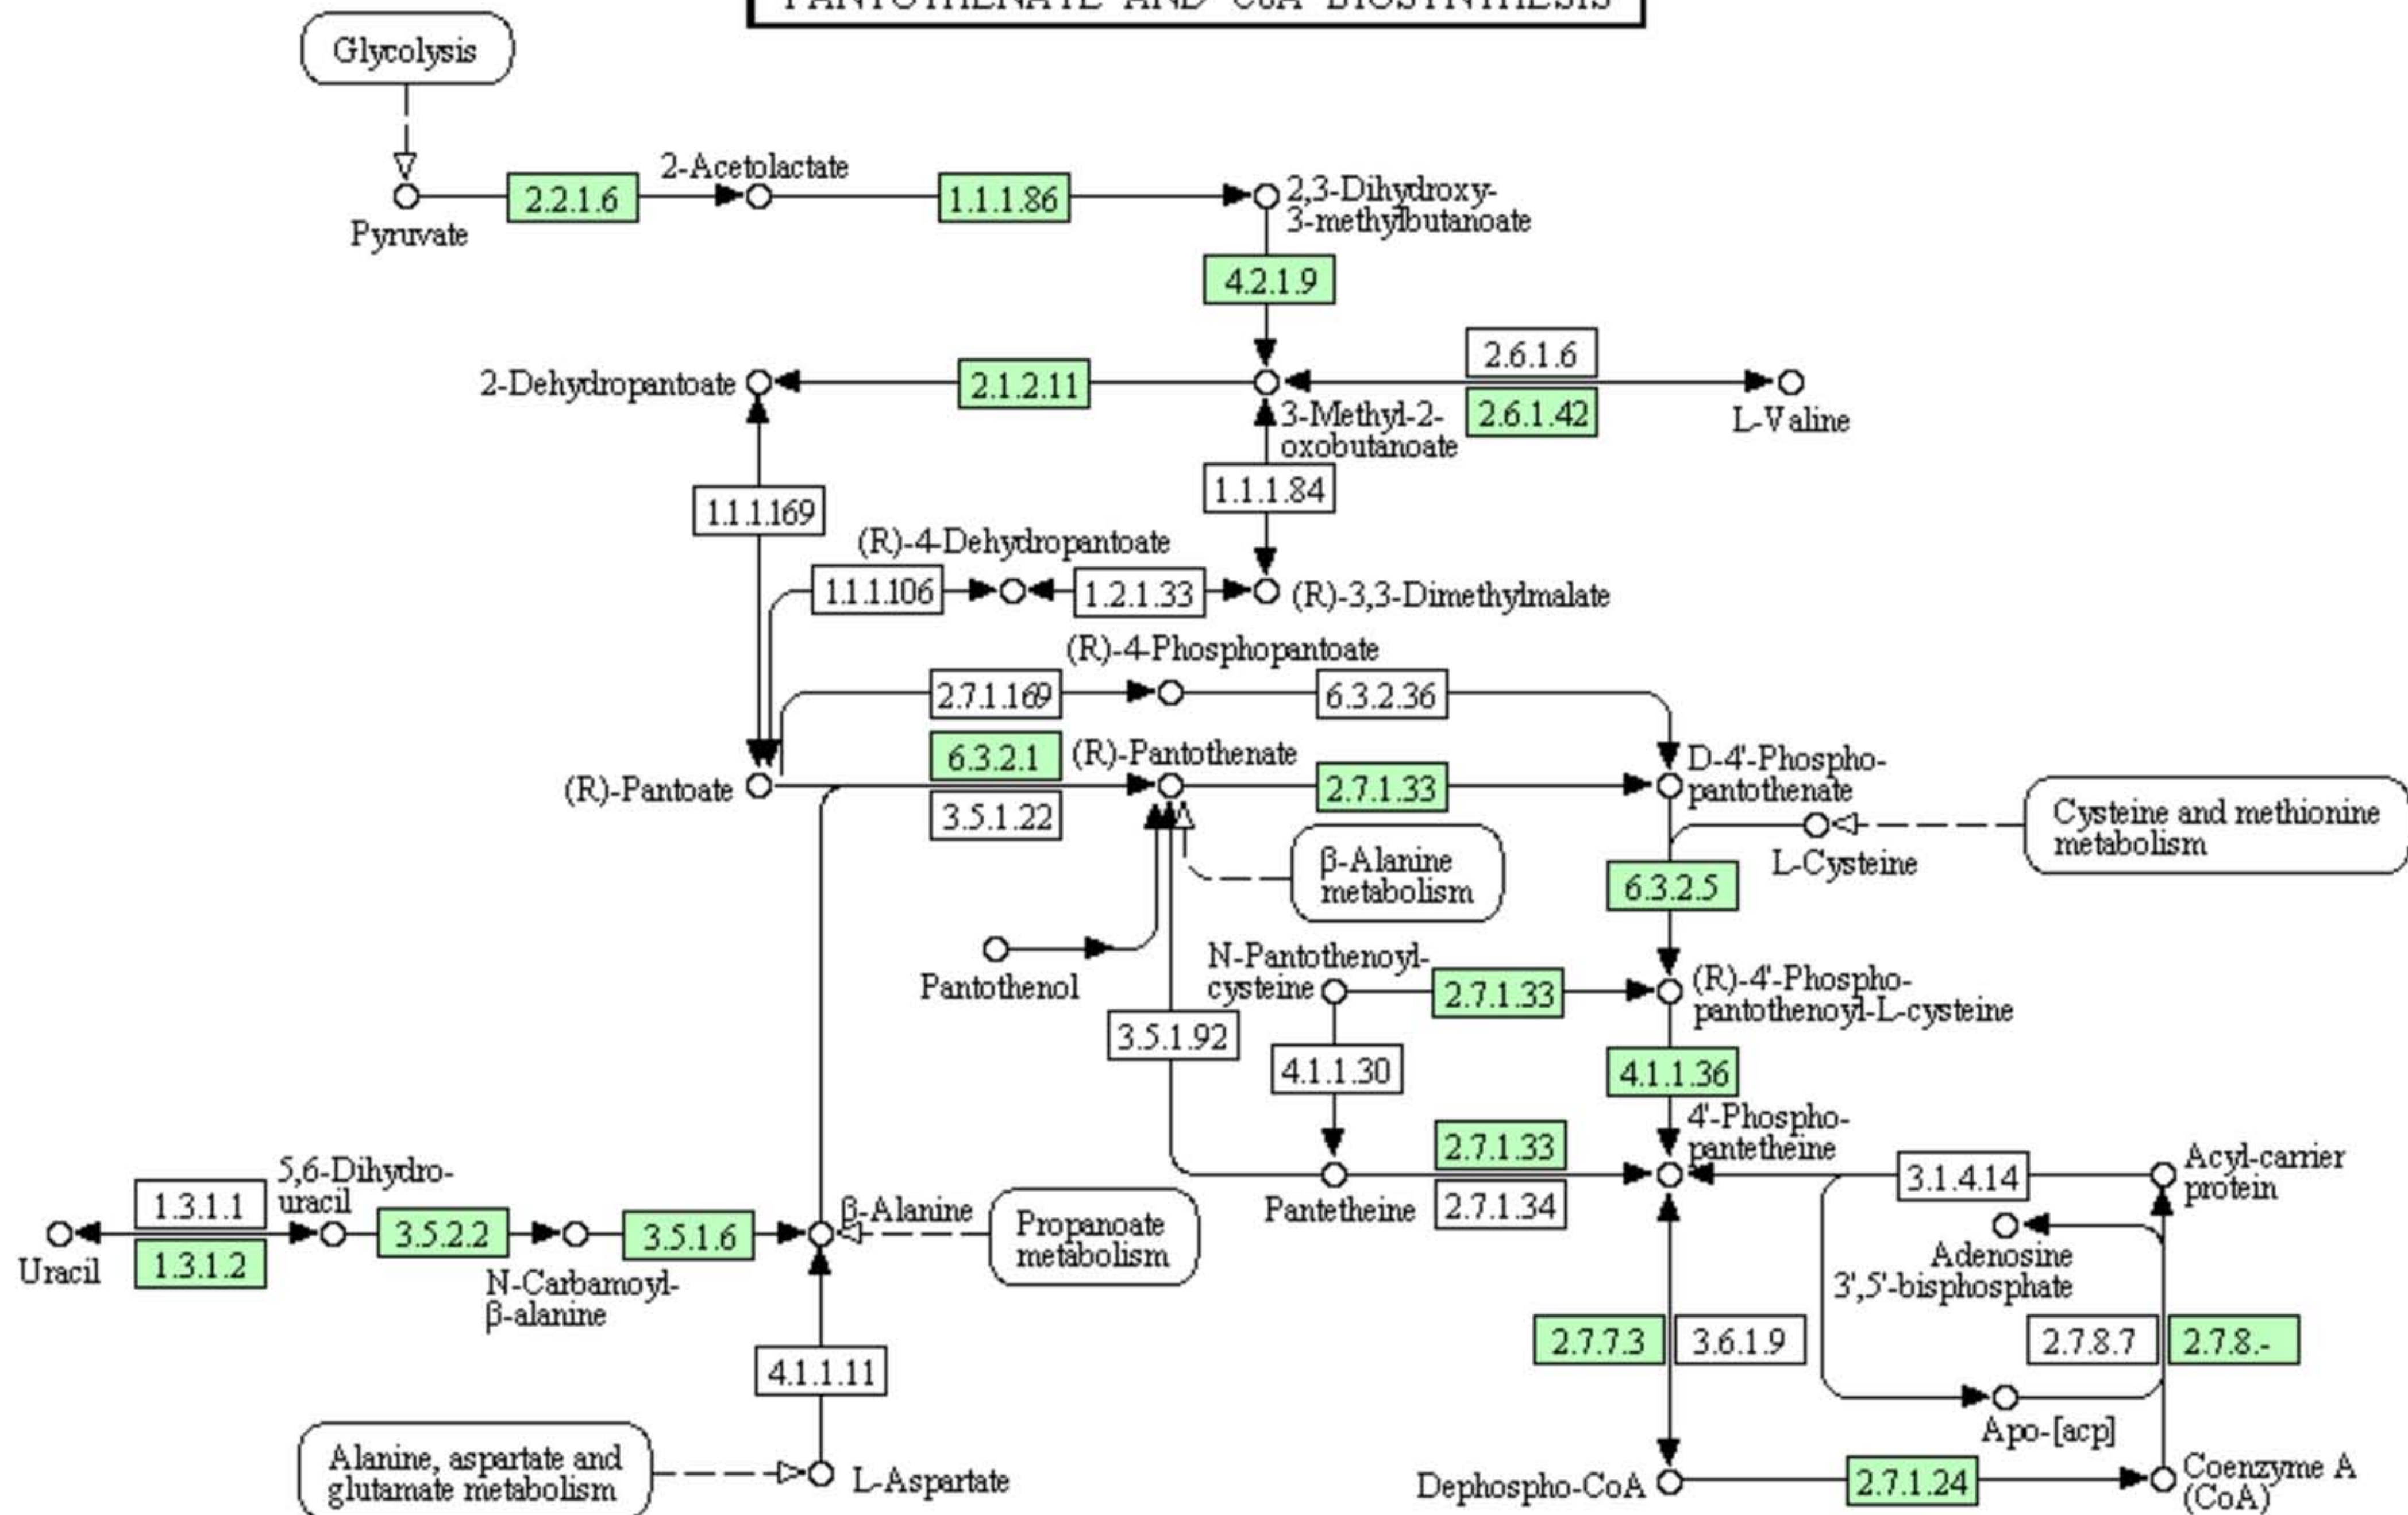 PANTOTHENATE AND CoA BIOSYNTHESIS
Glycolysis
2-Acetolactate
2.2.1.6
1.1.1.86
2,3-Dihydroxy-
3-methylbutanoate
Pyruvate
4.2.1.9
2.6.1.6
2-Dehydropantoate
2.1.2.11
3-Methyl-2-
oxobutanoate
2.6.1.42
L-Valine
1.1.1.84
1.1.1.169
(R)-4-Dehydropantoate
1.1.1.106
1.2.1.33
(R)-3,3-Dimethylmalate
(R)-4-Phosphopantoate
2.7.1.169
6.3.2.36
6.3.2.1
(R)-Pantothenate
D-4'-Phospho-
pantothenate
(R)-Pantoate
2.7.1.33
3.5.1.22
Cysteine and methionine
metabolism
L-Cysteine
β-Alanine
metabolism
6.3.2.5
Pantothenol
N-Pantothenoyl-
cysteine
2.7.1.33
(R)-4'-Phospho-
pantothenoyl-L-cysteine
3.5.1.92
4.1.1.30
4.1.1.36
4'-Phospho-
pantetheine
2.7.1.33
Pantetheine
2.7.1.34
3.1.4.14
Acyl-carrier
protein
5,6-Dihydro-
uracil
1.3.1.1
Uracil
1.3.1.2
3.5.2.2
3.5.1.6
β-Alanine
Propanoate
metabolism
N-Carbamoyl-
β-alanine
Adenosine
3',5'-bisphosphate
2.7.7.3
3.6.1.9
2.7.8.7
2.7.8.-
4.1.1.11
Apo-[acp]
Alanine, aspartate and
glutamate metabolism
L-Aspartate
Dephospho-CoA
2.7.1.24
Coenzyme A
(CoA)